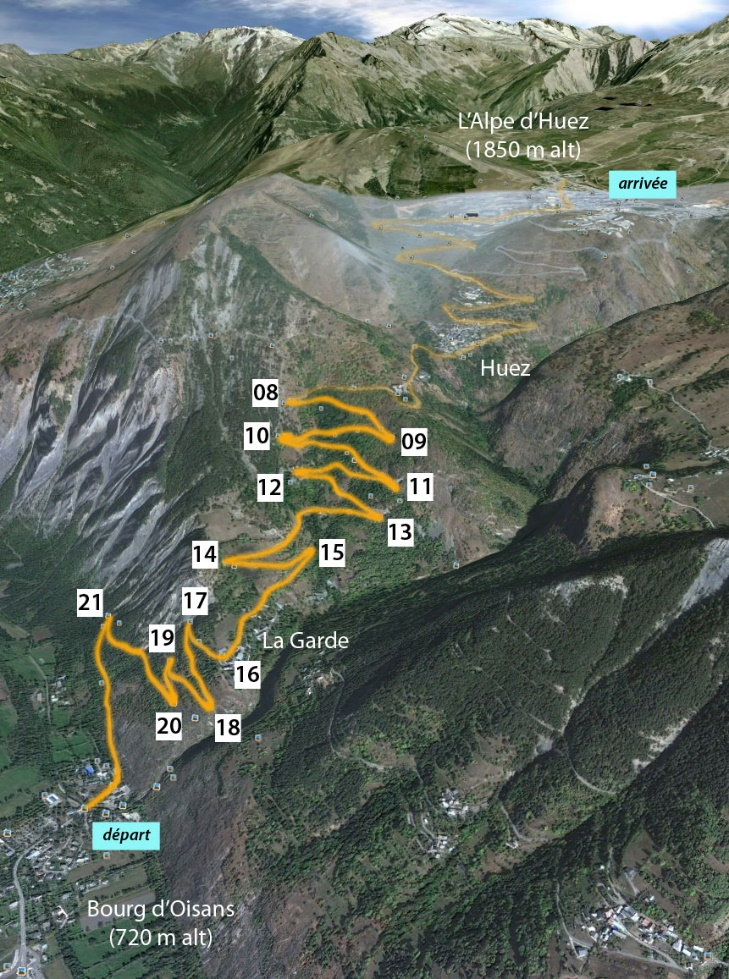 L'Alpe d'Huez
(1850 m alt)
arrivée
Huez
08
10
09
12
11
13
14
15
21
17
19
La Garde
16
20
18
départ
Bourg d'Oisans
(720 m alt)